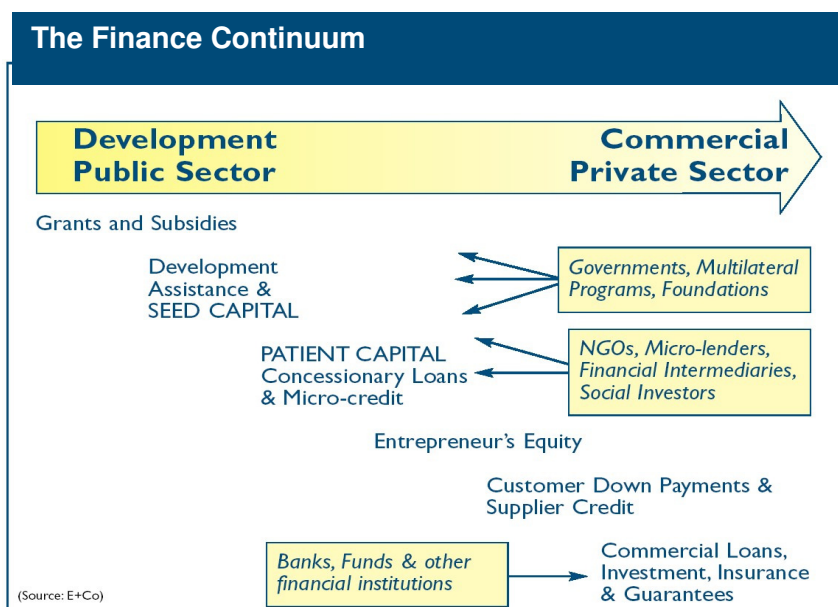 The Finance Continuum
Development
Public Sector
Commercial
Private Sector
Grants and Subsidies
Development
Assistance &
SEED CAPITAL
Governments, Multilateral
Programs, Foundations
PATIENT CAPITAL
Concessionary Loans
& Micro-credit
NGOs, Micro-lenders,
Financial Intermediaries,
Social Investors
Entrepreneur's Equity
Customer Down Payments &
Supplier Credit
Banks, Funds & other
financial institutions
Commercial Loans,
Investment, Insurance
& Guarantees
(Source: E+Co)